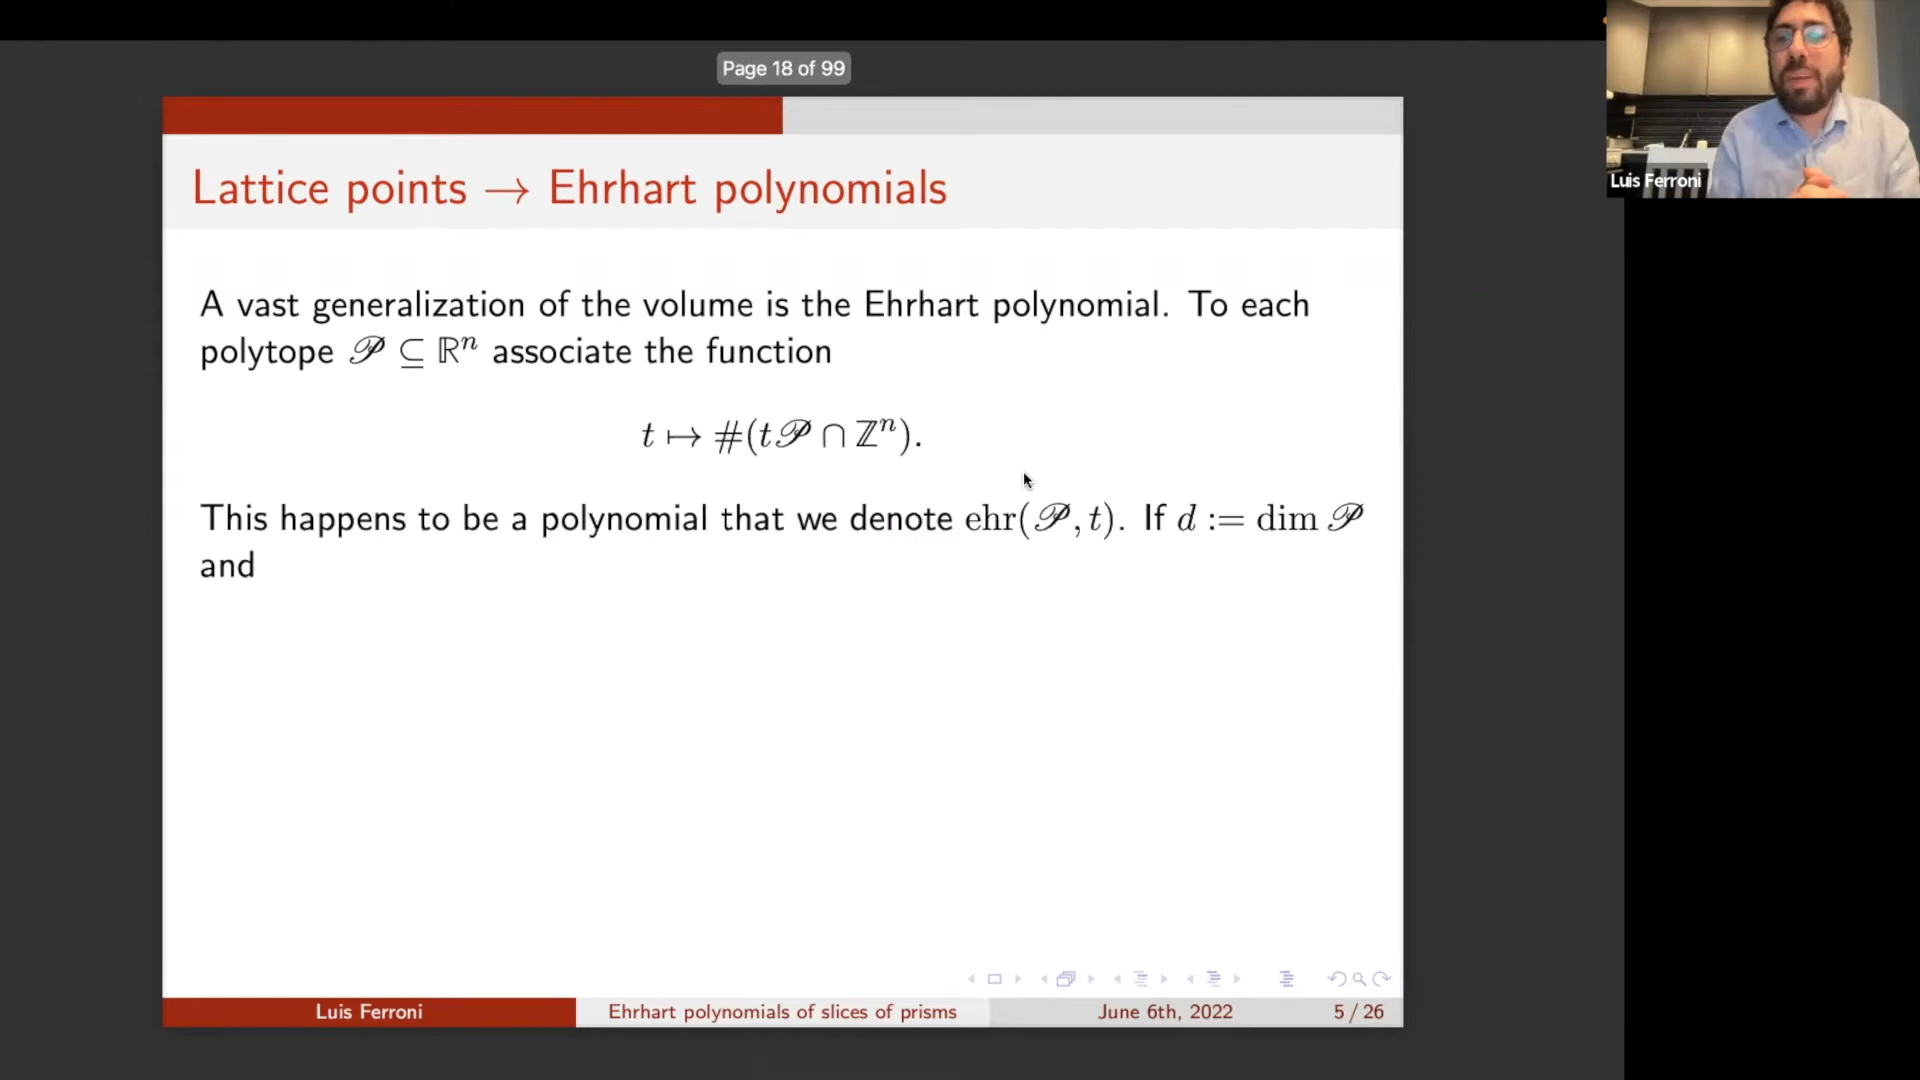 Page 18 of 99
Luis Ferroni
Lattice points → Ehrhart polynomials
A vast generalization of the volume is the Ehrhart polynomial. To each
polytope 𝒫 ⊆ ℝⁿ associate the function
t ↦ #(t𝒫 ∩ ℤⁿ).
This happens to be a polynomial that we denote ehr(𝒫, t). If d := dim 𝒫
and
Luis Ferroni
Ehrhart polynomials of slices of prisms
June 6th, 2022
5 / 26